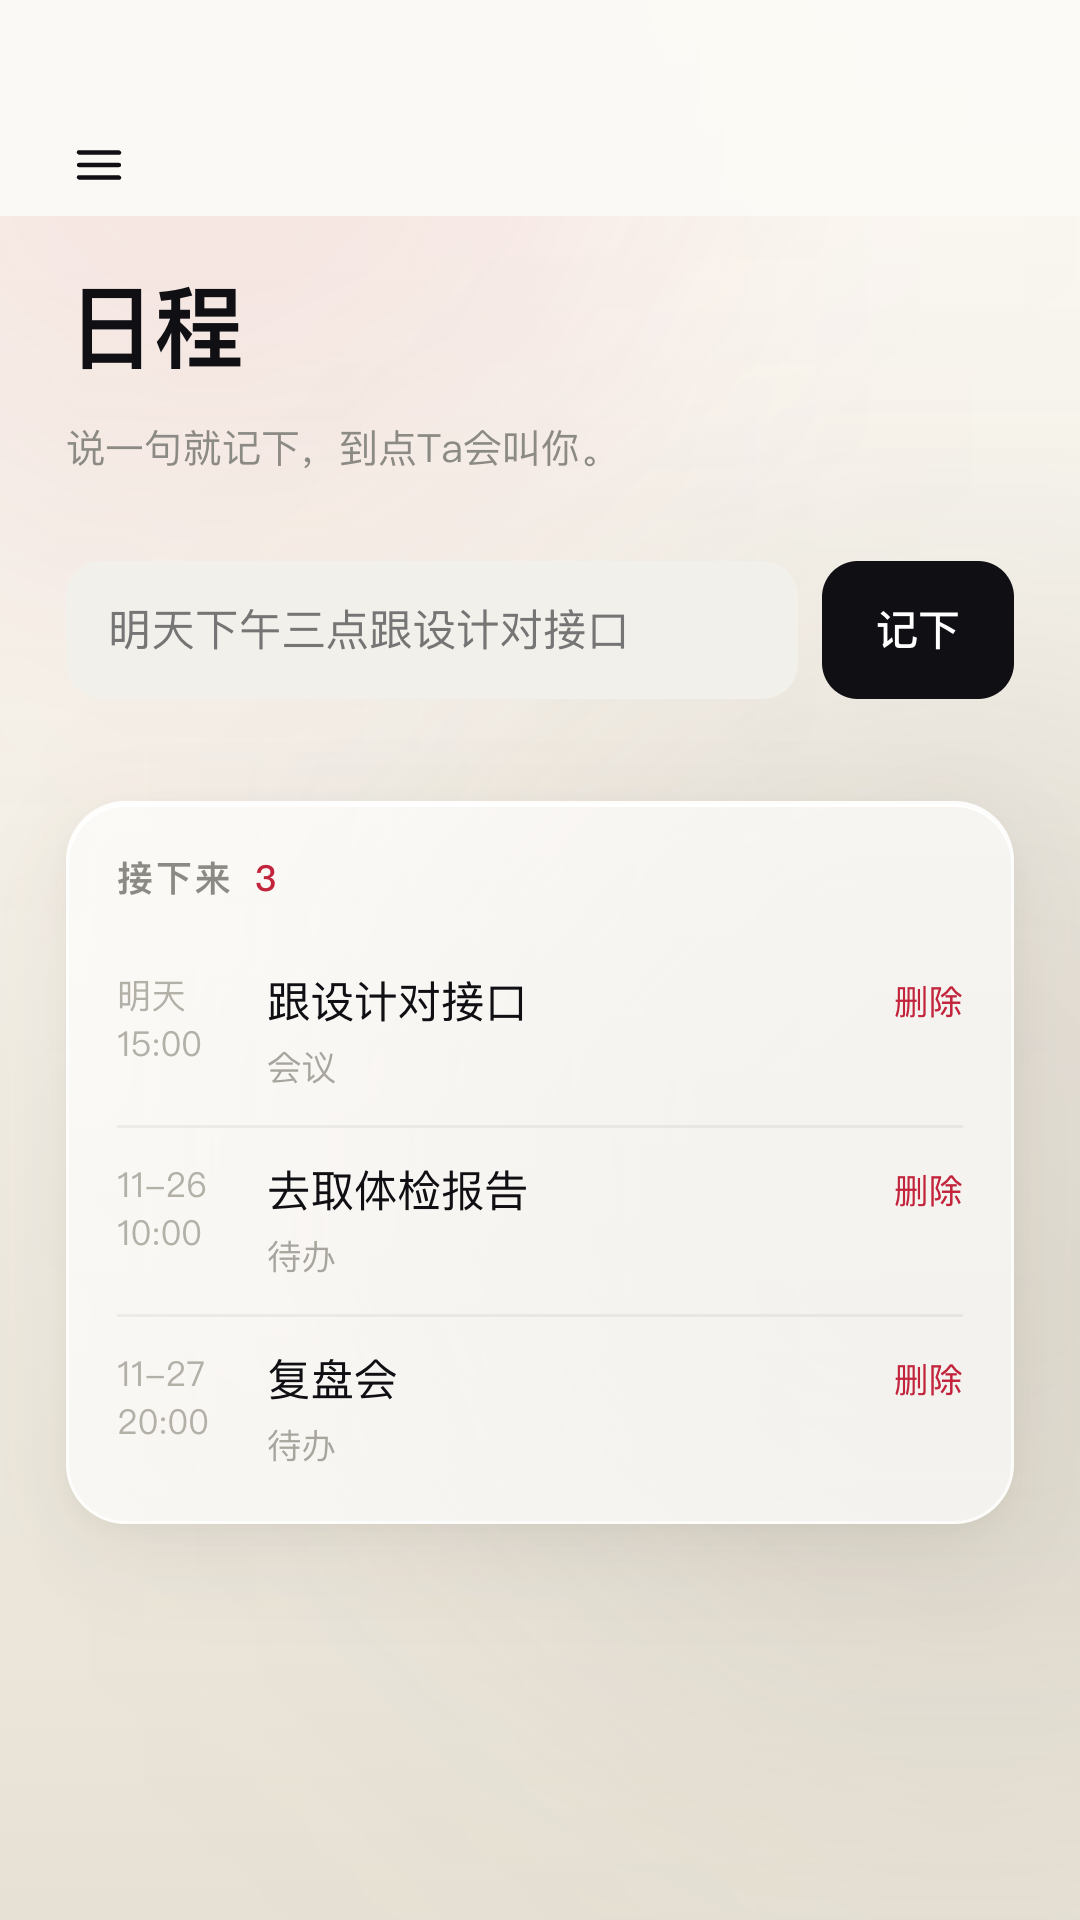 日程
说一句就记下，到点Ta会叫你。
明天下午三点跟设计对接口
记下
接下来 3
明天
15:00
跟设计对接口
会议
删除
11-26
10:00
去取体检报告
待办
删除
11-27
20:00
复盘会
待办
删除